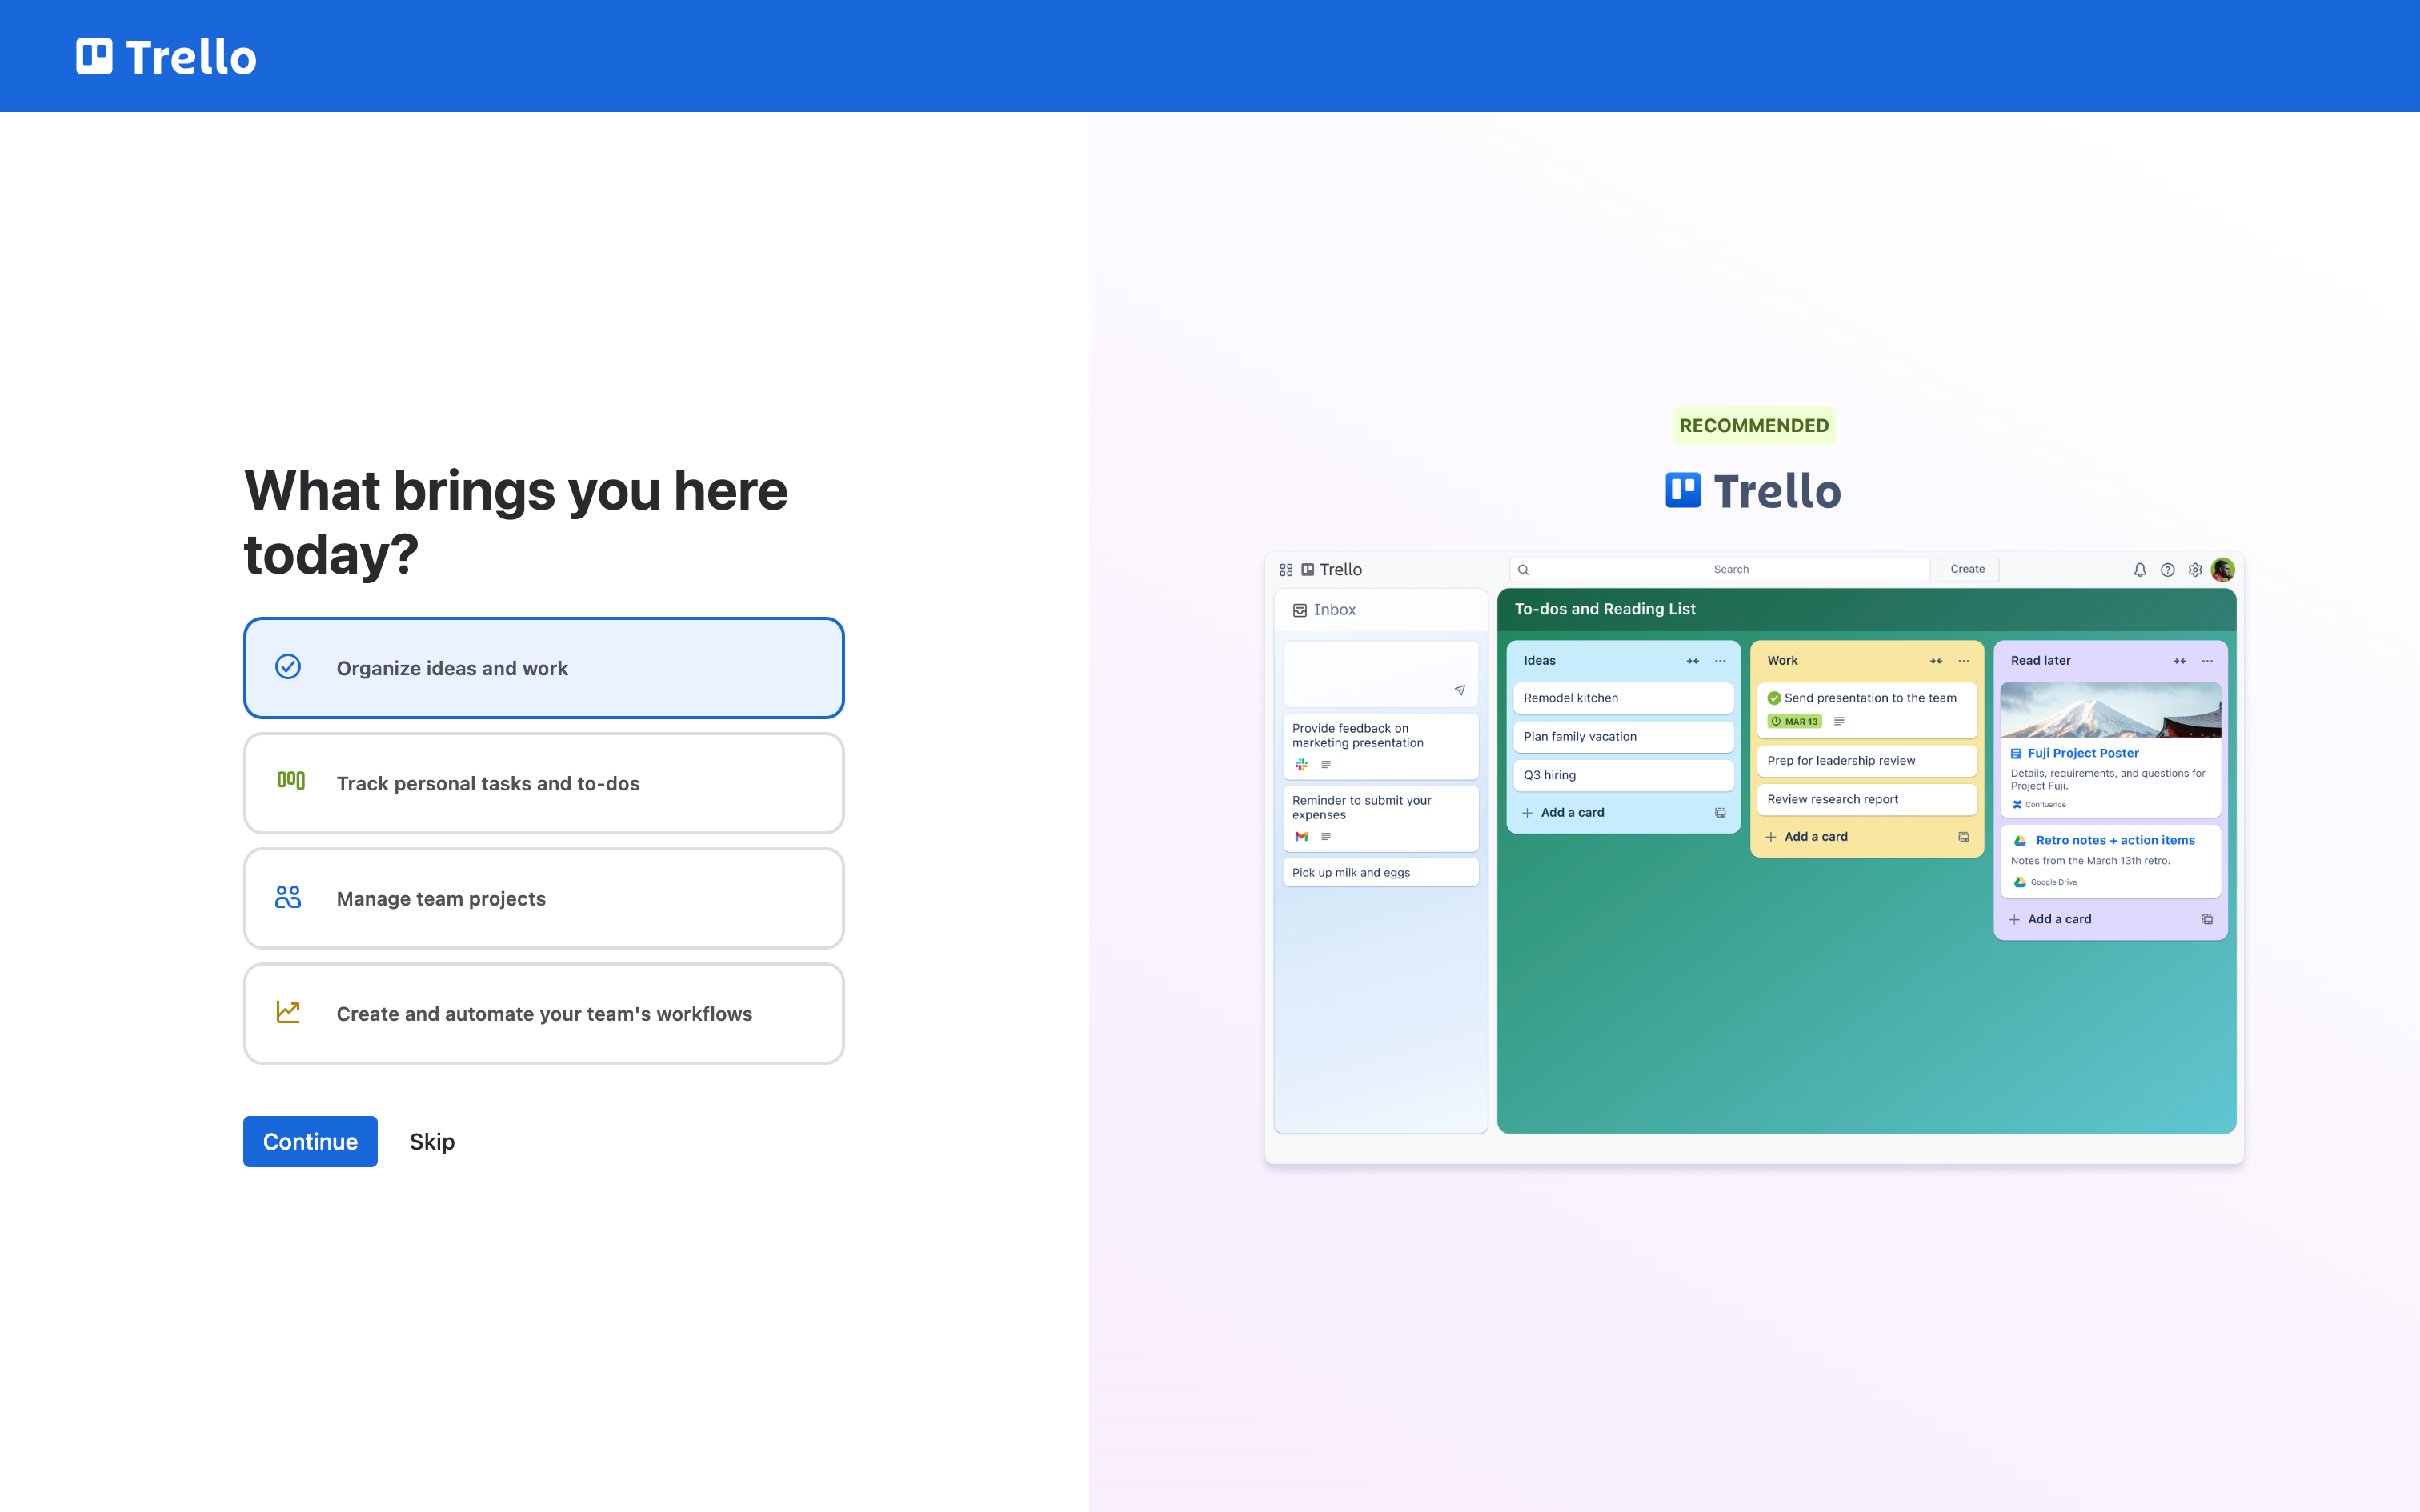 Trello
What brings you here
today?
Organize ideas and work
Track personal tasks and to-dos
Manage team projects
Create and automate your team's workflows
Continue
Skip
RECOMMENDED
Trello
Trello
Search
Create
Inbox
Provide feedback on
marketing presentation
Reminder to submit your
expenses
Pick up milk and eggs
To-dos and Reading List
Ideas
Remodel kitchen
Plan family vacation
Q3 hiring
Add a card
Work
Send presentation to the team
MAR 13
Prep for leadership review
Review research report
Add a card
Read later
Fuji Project Poster
Details, requirements, and questions for
Project Fuji.
Confluence
Retro notes + action items
Notes from the March 13th retro.
Google Drive
Add a card